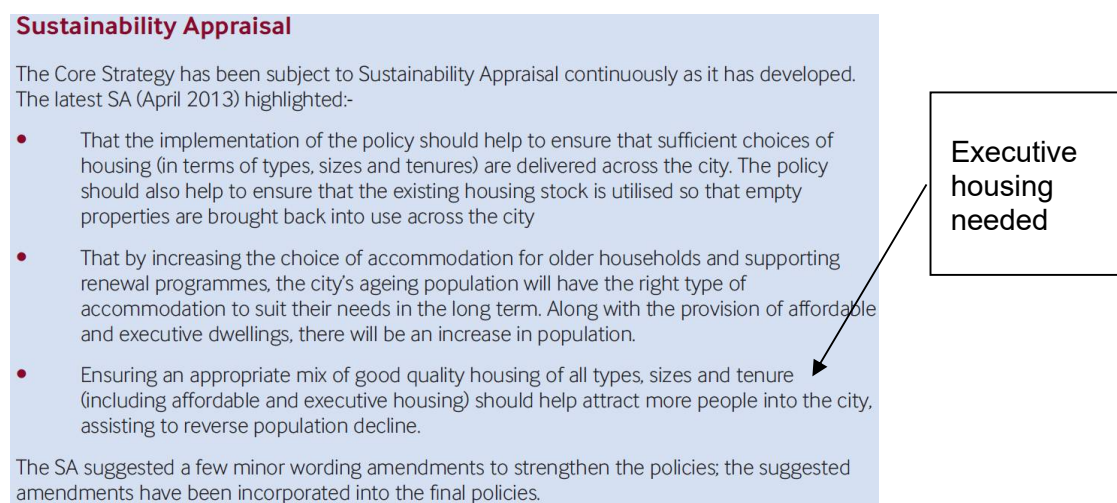 Sustainability Appraisal
The Core Strategy has been subject to Sustainability Appraisal continuously as it has developed.
The latest SA (April 2013) highlighted:-
• That the implementation of the policy should help to ensure that sufficient choices of
housing (in terms of types, sizes and tenures) are delivered across the city. The policy
should also help to ensure that the existing housing stock is utilised so that empty
properties are brought back into use across the city
• That by increasing the choice of accommodation for older households and supporting
renewal programmes, the city's ageing population will have the right type of
accommodation to suit their needs in the long term. Along with the provision of affordable
and executive dwellings, there will be an increase in population.
• Ensuring an appropriate mix of good quality housing of all types, sizes and tenure
(including affordable and executive housing) should help attract more people into the city,
assisting to reverse population decline.
The SA suggested a few minor wording amendments to strengthen the policies; the suggested
amendments have been incorporated into the final policies.
Executive
housing
needed